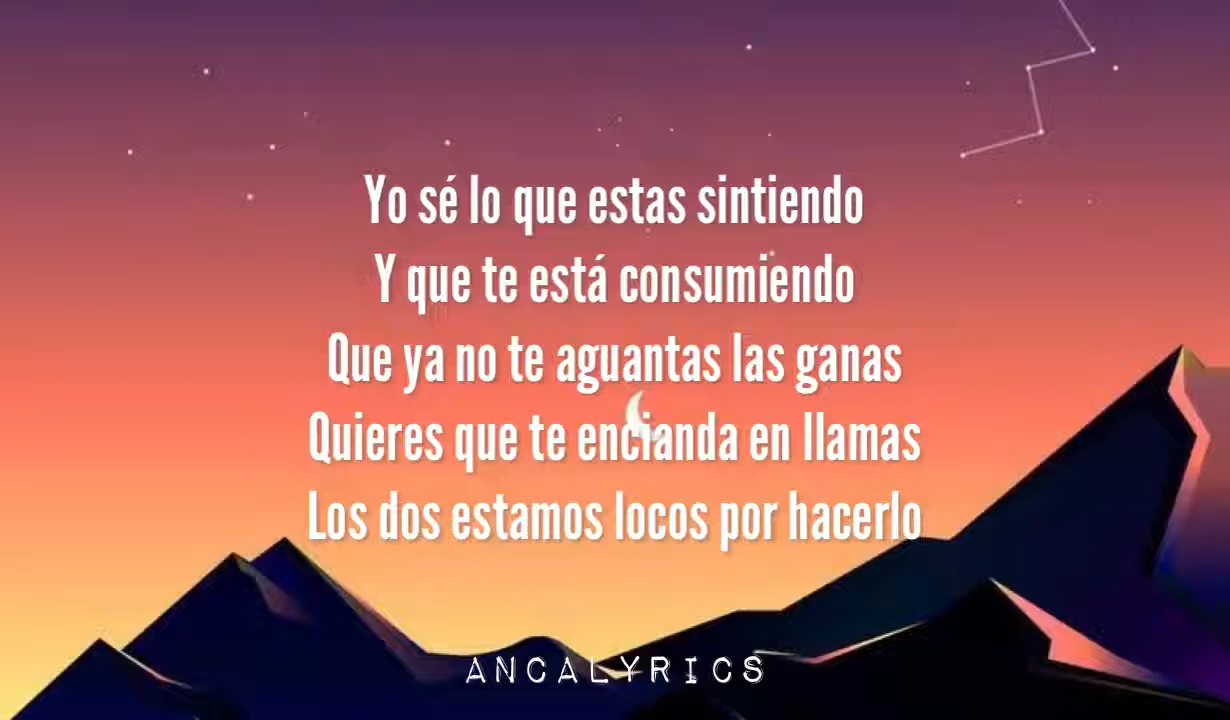 Yo sé lo que estas sintiendo
Y que te está consumiendo
Que ya no te aguantas las ganas
Quieres que te encianda en llamas
Los dos estamos locos por hacerlo
ANCALYRICS